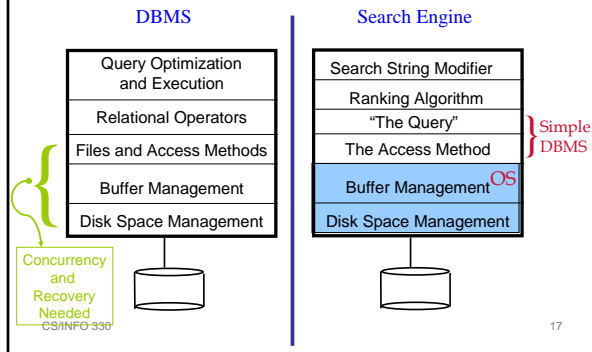 DBMS
Query Optimization
and Execution
Relational Operators
Files and Access Methods
Buffer Management
Disk Space Management
Concurrency
and
Recovery
Needed
Search Engine
Search String Modifier
Ranking Algorithm
“The Query”
The Access Method
Buffer Management OS
Disk Space Management
Simple
DBMS
CS/INFO 330
17